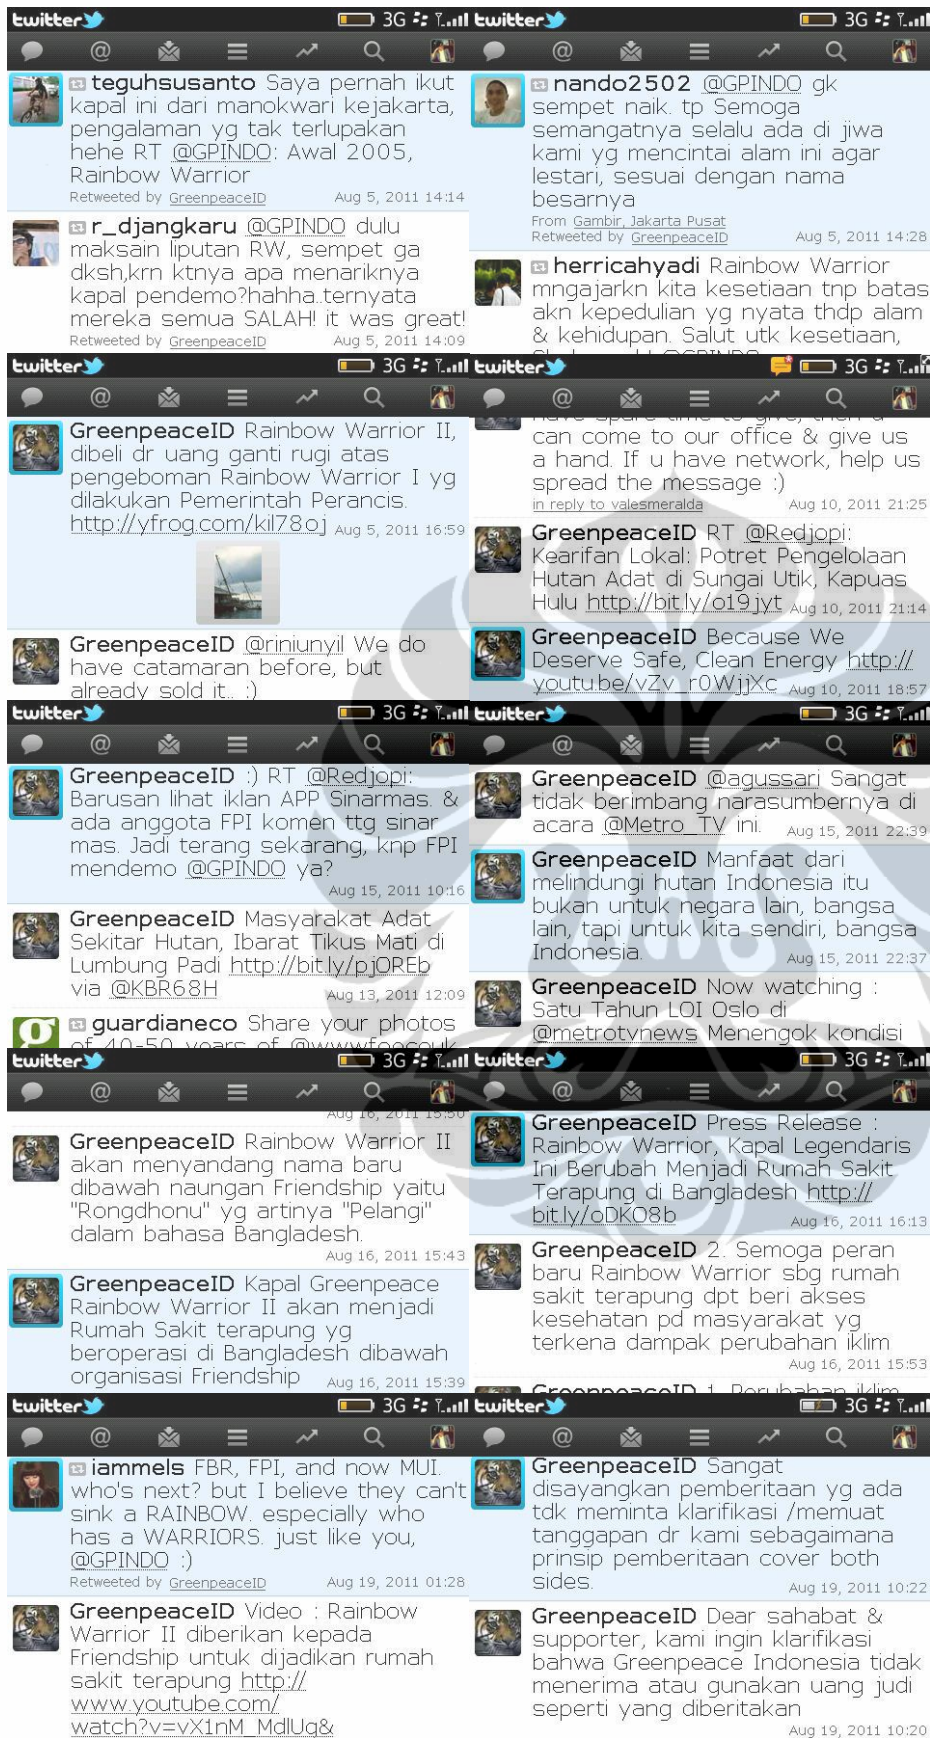 twitter 3G
teguhsusanto Saya pernah ikut
kapal ini dari manokwari kejakarta,
pengalaman yg tak terlupakan
hehe RT @GPINDO: Awal 2005,
Rainbow Warrior
Retweeted by GreenpeaceID Aug 5, 2011 14:14
r_djangkaru @GPINDO dulu
maksain liputan RW, sempet ga
dksh,krn ktnya apa menariknya
kapal pendemo?hahha..ternyata
mereka semua SALAH! it was great!
Retweeted by GreenpeaceID Aug 5, 2011 14:09
twitter 3G
nando2502 @GPINDO gk
sempet naik. tp Semoga
semangatnya selalu ada di jiwa
kami yg mencintai alam ini agar
lestari, sesuai dengan nama
besarnya
From Gambir, Jakarta Pusat
Retweeted by GreenpeaceID Aug 5, 2011 14:28
herricahyadi Rainbow Warrior
mngajarkn kita kesetiaan tnp batas
akn kepedulian yg nyata thdp alam
& kehidupan. Salut utk kesetiaan,
twitter 3G
GreenpeaceID Rainbow Warrior II,
dibeli dr uang ganti rugi atas
pengeboman Rainbow Warrior I yg
dilakukan Pemerintah Perancis.
http://yfrog.com/kil78oj Aug 5, 2011 16:59
GreenpeaceID @riniunyil We do
have catamaran before, but
already sold it.. :)
twitter 3G
have spare time to give, then u
can come to our office & give us
a hand. If u have network, help us
spread the message :)
in reply to valesmeralda Aug 10, 2011 21:25
GreenpeaceID RT @Redjopi:
Kearifan Lokal: Potret Pengelolaan
Hutan Adat di Sungai Utik, Kapuas
Hulu http://bit.ly/o19jyt Aug 10, 2011 21:14
GreenpeaceID Because We
Deserve Safe, Clean Energy http://
youtu.be/vZv_r0WjjXc Aug 10, 2011 18:57
twitter 3G
GreenpeaceID :) RT @Redjopi:
Barusan lihat iklan APP Sinarmas. &
ada anggota FPI komen ttg sinar
mas. Jadi terang sekarang, knp FPI
mendemo @GPINDO ya?
Aug 15, 2011 10:16
GreenpeaceID Masyarakat Adat
Sekitar Hutan, Ibarat Tikus Mati di
Lumbung Padi http://bit.ly/pjOREb
via @KBR68H Aug 13, 2011 12:09
guardianeco Share your photos
of 40-50 years of @wwwfoecouk
twitter 3G
GreenpeaceID @agussari Sangat
tidak berimbang narasumbernya di
acara @Metro_TV ini. Aug 15, 2011 22:39
GreenpeaceID Manfaat dari
melindungi hutan Indonesia itu
bukan untuk negara lain, bangsa
lain, tapi untuk kita sendiri, bangsa
Indonesia. Aug 15, 2011 22:37
GreenpeaceID Now watching :
Satu Tahun LOI Oslo di
@metrotvnews Menengok kondisi
twitter 3G
Aug 16, 2011 15:50
GreenpeaceID Rainbow Warrior II
akan menyandang nama baru
dibawah naungan Friendship yaitu
"Rongdhonu" yg artinya "Pelangi"
dalam bahasa Bangladesh.
Aug 16, 2011 15:43
GreenpeaceID Kapal Greenpeace
Rainbow Warrior II akan menjadi
Rumah Sakit terapung yg
beroperasi di Bangladesh dibawah
organisasi Friendship Aug 16, 2011 15:39
twitter 3G
GreenpeaceID Press Release :
Rainbow Warrior, Kapal Legendaris
Ini Berubah Menjadi Rumah Sakit
Terapung di Bangladesh http://
bit.ly/oDKO8b Aug 16, 2011 16:13
GreenpeaceID 2. Semoga peran
baru Rainbow Warrior sbg rumah
sakit terapung dpt beri akses
kesehatan pd masyarakat yg
terkena dampak perubahan iklim
Aug 16, 2011 15:53
GreenpeaceID 1. Perubahan iklim
twitter 3G
iammels FBR, FPI, and now MUI.
who's next? but I believe they can't
sink a RAINBOW. especially who
has a WARRIORS. just like you,
@GPINDO :)
Retweeted by GreenpeaceID Aug 19, 2011 01:28
GreenpeaceID Video : Rainbow
Warrior II diberikan kepada
Friendship untuk dijadikan rumah
sakit terapung http://
www.youtube.com/
watch?v=vX1nM_MdlUg&
twitter 3G
GreenpeaceID Sangat
disayangkan pemberitaan yg ada
tdk meminta klarifikasi /memuat
tanggapan dr kami sebagaimana
prinsip pemberitaan cover both
sides. Aug 19, 2011 10:22
GreenpeaceID Dear sahabat &
supporter, kami ingin klarifikasi
bahwa Greenpeace Indonesia tidak
menerima atau gunakan uang judi
seperti yang diberitakan
Aug 19, 2011 10:20